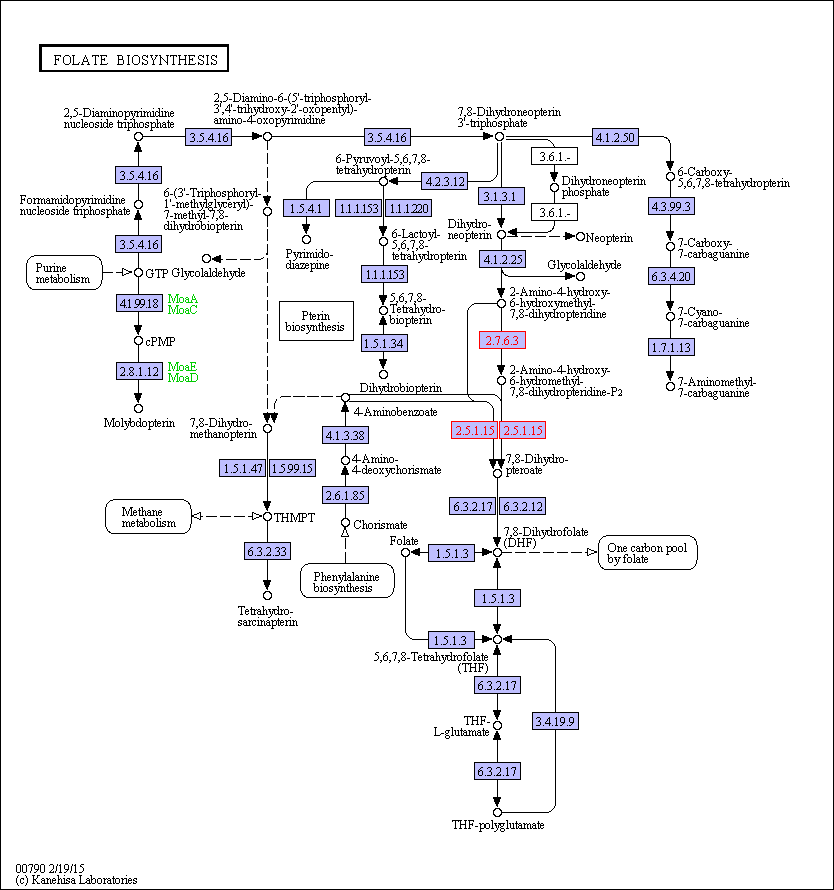 FOLATE BIOSYNTHESIS
2,5-Diaminopyrimidine
nucleoside triphosphate
2,5-Diamino-6-(5'-triphosphoryl-
3',4'-trihydroxy-2'-oxopentyl)-
amino-4-oxopyrimidine
7,8-Dihydroneopterin
3'-triphosphate
3.5.4.16
3.5.4.16
4.1.2.50
3.6.1.-
6-Pyruvoyl-5,6,7,8-
tetrahydropterin
3.5.4.16
4.2.3.12
3.1.3.1
Dihydroneopterin
phosphate
6-Carboxy-
5,6,7,8-tetrahydropterin
Formamidopyrimidine
nucleoside triphosphate
6-(3'-Triphosphoryl-
1'-methylglyceryl)-
7-methyl-7,8-
dihydrobiopterin
1.5.4.1
1.1.1.153
1.1.1.220
3.6.1.-
4.3.99.3
3.5.4.16
Pyrimido-
diazepine
6-Lactoyl-
5,6,7,8-
tetrahydropterin
Dihydro-
neopterin
Neopterin
7-Carboxy-
7-carbaguanine
Purine
metabolism
GTP
Glycolaldehyde
1.1.1.153
4.1.2.25
Glycolaldehyde
6.3.4.20
4.1.99.18
MoaA
MoaC
Pterin
biosynthesis
5,6,7,8-
Tetrahydro-
biopterin
2-Amino-4-hydroxy-
6-hydroxymethyl-
7,8-dihydropteridine
7-Cyano-
7-carbaguanine
cPMP
1.5.1.34
2.7.6.3
1.7.1.13
2.8.1.12
MoaE
MoaD
Dihydrobiopterin
2-Amino-4-hydroxy-
6-hydromethyl-
7,8-dihydropteridine-P2
7-Aminomethyl-
7-carbaguanine
Molybdopterin
7,8-Dihydro-
methanopterin
4-Aminobenzoate
4.1.3.38
2.5.1.15
2.5.1.15
1.5.1.47
1.5.99.15
4-Amino-
4-deoxychorismate
7,8-Dihydro-
pteroate
2.6.1.85
6.3.2.17
6.3.2.12
Methane
metabolism
THMPT
Chorismate
7,8-Dihydrofolate
(DHF)
6.3.2.33
Folate
1.5.1.3
One carbon pool
by folate
Phenylalanine
biosynthesis
1.5.1.3
Tetrahydro-
sarcinapterin
1.5.1.3
5,6,7,8-Tetrahydrofolate
(THF)
6.3.2.17
THF-
L-glutamate
3.4.19.9
6.3.2.17
THF-polyglutamate
00790 2/19/15
(c) Kanehisa Laboratories